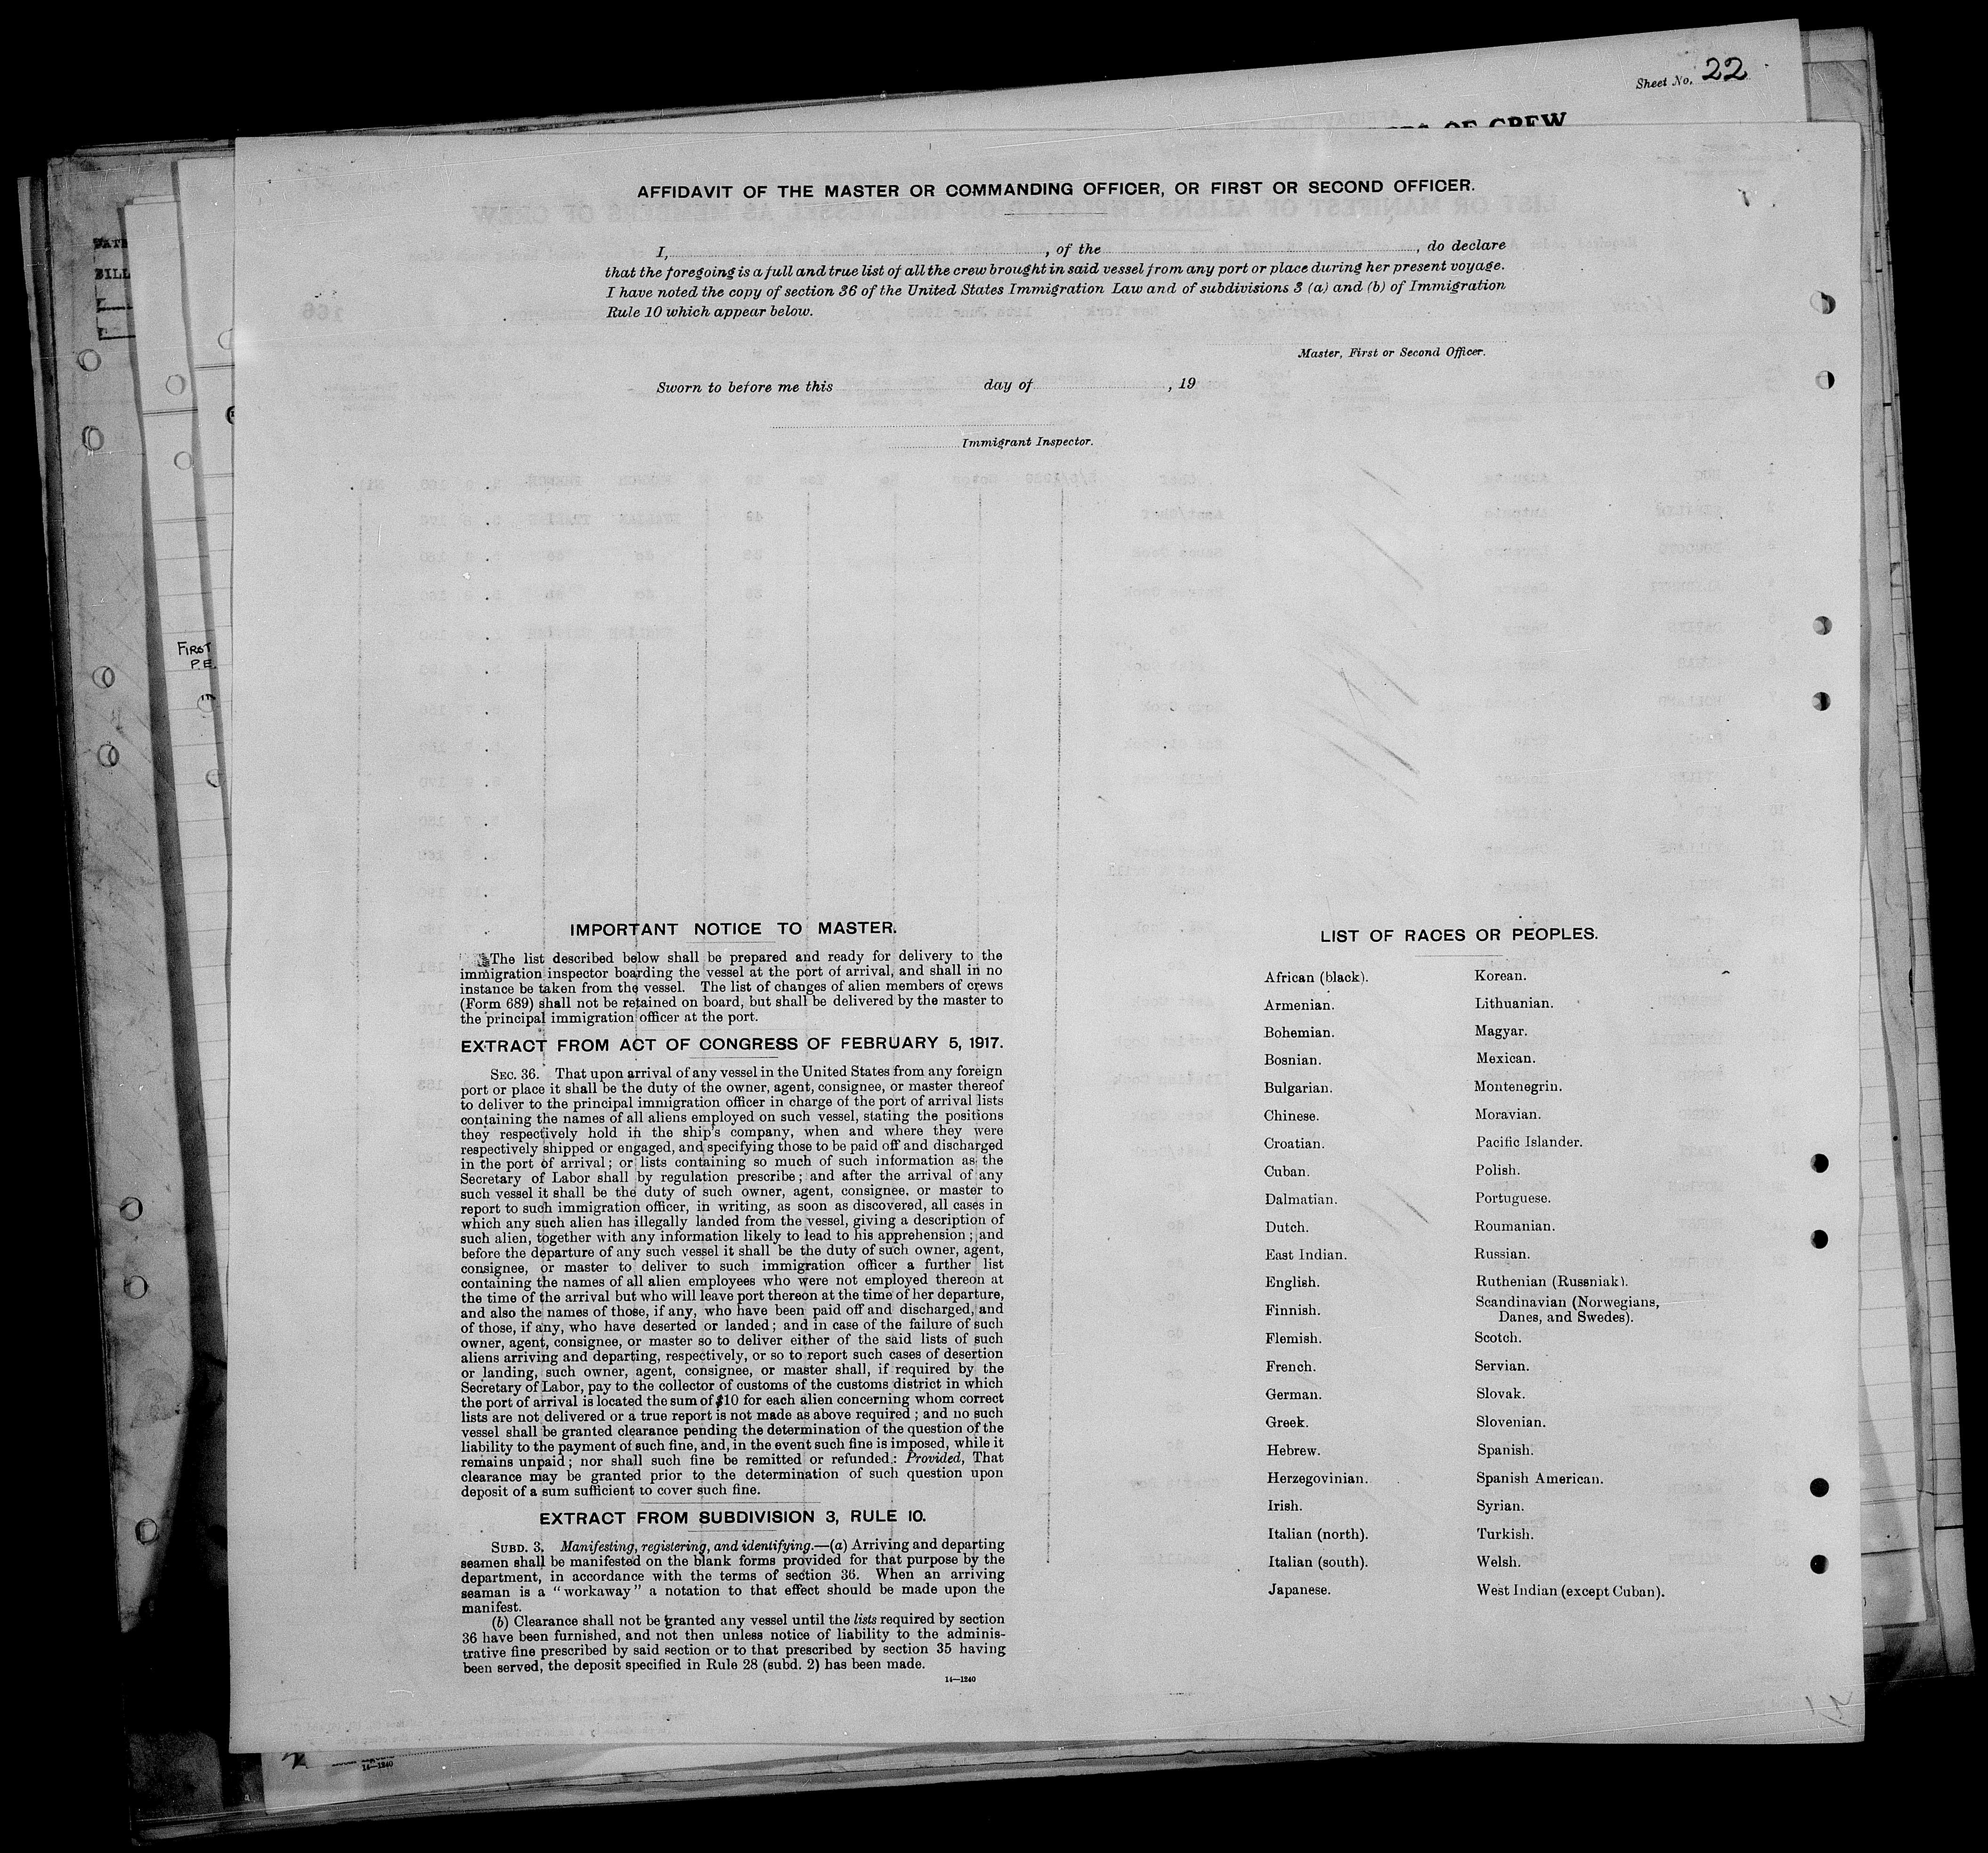 Sheet No. 22
OF CREW
AFFIDAVIT OF THE MASTER OR COMMANDING OFFICER, OR FIRST OR SECOND OFFICER.
I, , of the , do declare
that the foregoing is a full and true list of all the crew brought in said vessel from any port or place during her present voyage.
I have noted the copy of section 36 of the United States Immigration Law and of subdivisions 3 (a) and (b) of Immigration
Rule 10 which appear below.
Master, First or Second Officer.
Sworn to before me this day of , 19
Immigrant Inspector.
BILL
FIRST
P.E.
IMPORTANT NOTICE TO MASTER.
The list described below shall be prepared and ready for delivery to the
immigration inspector boarding the vessel at the port of arrival, and shall in no
instance be taken from the vessel. The list of changes of alien members of crews
(Form 689) shall not be retained on board, but shall be delivered by the master to
the principal immigration officer at the port.
EXTRACT FROM ACT OF CONGRESS OF FEBRUARY 5, 1917.
SEC. 36. That upon arrival of any vessel in the United States from any foreign
port or place it shall be the duty of the owner, agent, consignee, or master thereof
to deliver to the principal immigration officer in charge of the port of arrival lists
containing the names of all aliens employed on such vessel, stating the positions
they respectively hold in the ship's company, when and where they were
respectively shipped or engaged, and specifying those to be paid off and discharged
in the port of arrival; or lists containing so much of such information as the
Secretary of Labor shall by regulation prescribe; and after the arrival of any
such vessel it shall be the duty of such owner, agent, consignee, or master to
report to such immigration officer, in writing, as soon as discovered, all cases in
which any such alien has illegally landed from the vessel, giving a description of
such alien, together with any information likely to lead to his apprehension; and
before the departure of any such vessel it shall be the duty of such owner, agent,
consignee, or master to deliver to such immigration officer a further list
containing the names of all alien employees who were not employed thereon at
the time of the arrival but who will leave port thereon at the time of her departure,
and also the names of those, if any, who have been paid off and discharged, and
of those, if any, who have deserted or landed; and in case of the failure of such
owner, agent, consignee, or master so to deliver either of the said lists of such
aliens arriving and departing, respectively, or so to report such cases of desertion
or landing, such owner, agent, consignee, or master shall, if required by the
Secretary of Labor, pay to the collector of customs of the customs district in which
the port of arrival is located the sum of $10 for each alien concerning whom correct
lists are not delivered or a true report is not made as above required; and no such
vessel shall be granted clearance pending the determination of the question of the
liability to the payment of such fine, and, in the event such fine is imposed, while it
remains unpaid; nor shall such fine be remitted or refunded: Provided, That
clearance may be granted prior to the determination of such question upon
deposit of a sum sufficient to cover such fine.
EXTRACT FROM SUBDIVISION 3, RULE 10.
SUBD. 3. Manifesting, registering, and identifying.—(a) Arriving and departing
seamen shall be manifested on the blank forms provided for that purpose by the
department, in accordance with the terms of section 36. When an arriving
seaman is a "workaway" a notation to that effect should be made upon the
manifest.
(b) Clearance shall not be granted any vessel until the lists required by section
36 have been furnished, and not then unless notice of liability to the adminis-
trative fine prescribed by said section or to that prescribed by section 35 having
been served, the deposit specified in Rule 28 (subd. 2) has been made.
14—1240
LIST OF RACES OR PEOPLES.
African (black).
Armenian.
Bohemian.
Bosnian.
Bulgarian.
Chinese.
Croatian.
Cuban.
Dalmatian.
Dutch.
East Indian.
English.
Finnish.
Flemish.
French.
German.
Greek.
Hebrew.
Herzegovinian.
Irish.
Italian (north).
Italian (south).
Japanese.
Korean.
Lithuanian.
Magyar.
Mexican.
Montenegrin.
Moravian.
Pacific Islander.
Polish.
Portuguese.
Roumanian.
Russian.
Ruthenian (Russniak).
Scandinavian (Norwegians,
Danes, and Swedes).
Scotch.
Servian.
Slovak.
Slovenian.
Spanish.
Spanish American.
Syrian.
Turkish.
Welsh.
West Indian (except Cuban).
14—1240